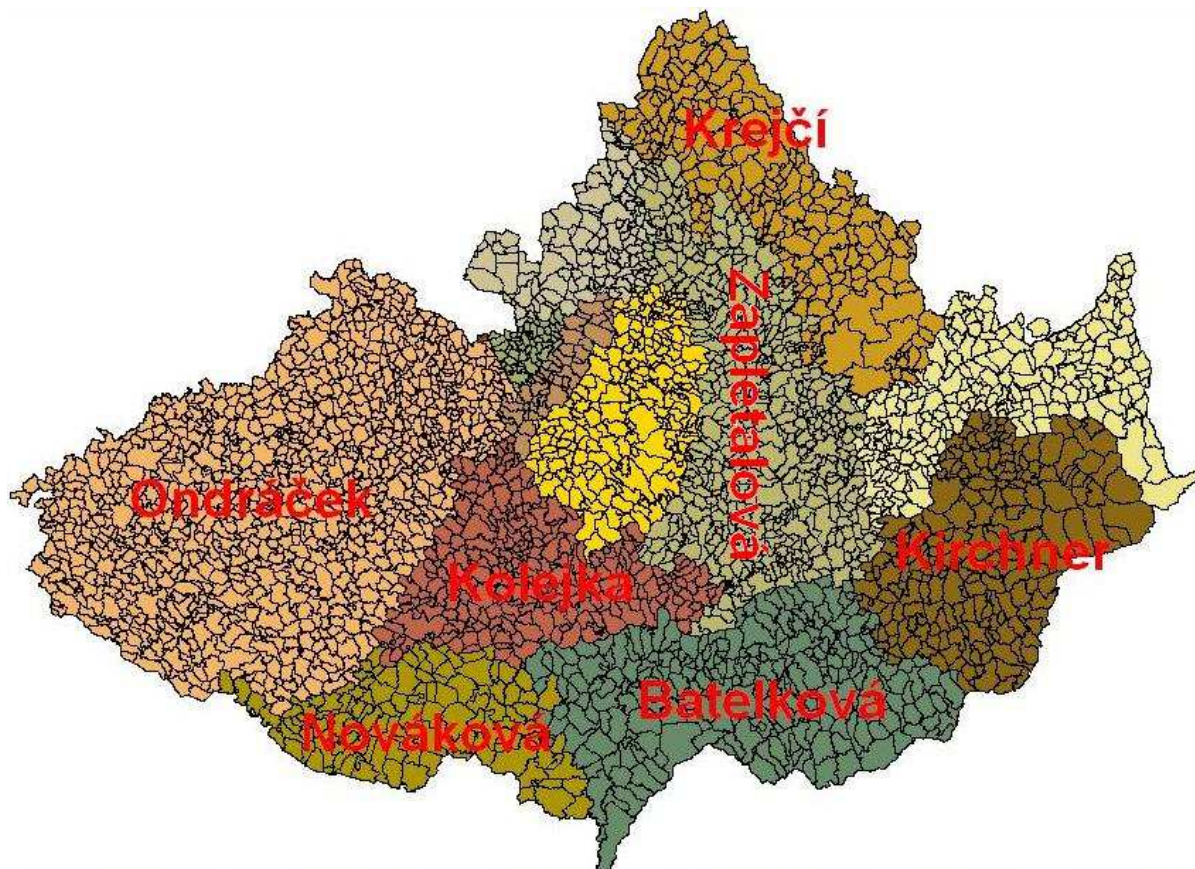 Krejčí
Zapletalová
Ondráček
Kirchner
Kolejka
Batelková
Nováková